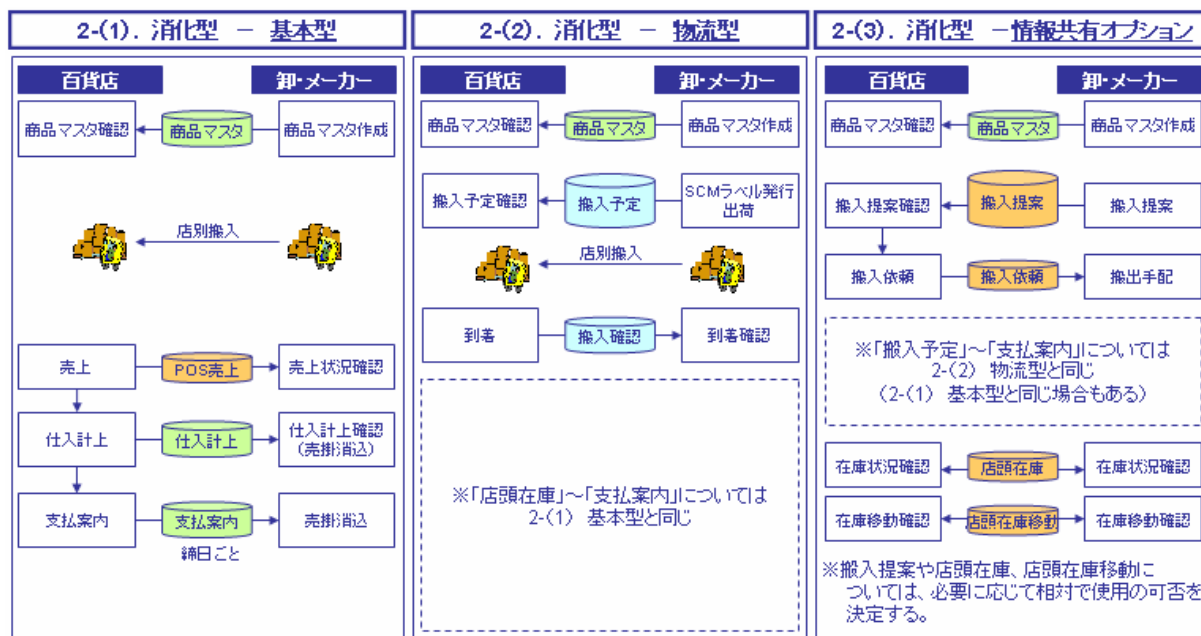 2-(1). 消化型 － 基本型
百貨店
卸・メーカー
商品マスタ確認
商品マスタ
商品マスタ作成
店別搬入
売上
POS売上
売上状況確認
仕入計上
仕入計上
仕入計上確認
(売掛消込)
支払案内
支払案内
売掛消込
締日ごと
2-(2). 消化型 － 物流型
百貨店
卸・メーカー
商品マスタ確認
商品マスタ
商品マスタ作成
搬入予定確認
搬入予定
SCMラベル発行
出荷
店別搬入
到着
搬入確認
到着確認
※「店頭在庫」～「支払案内」については
2-(1) 基本型と同じ
2-(3). 消化型 －情報共有オプション
百貨店
卸・メーカー
商品マスタ確認
商品マスタ
商品マスタ作成
搬入提案確認
搬入提案
搬入提案
搬入依頼
搬入依頼
搬出手配
※「搬入予定」～「支払案内」については
2-(2) 物流型と同じ
(2-(1) 基本型と同じ場合もある)
在庫状況確認
店頭在庫
在庫状況確認
在庫移動確認
店頭在庫移動
在庫移動確認
※搬入提案や店頭在庫、店頭在庫移動に
ついては、必要に応じて相対で使用の可否を
決定する。